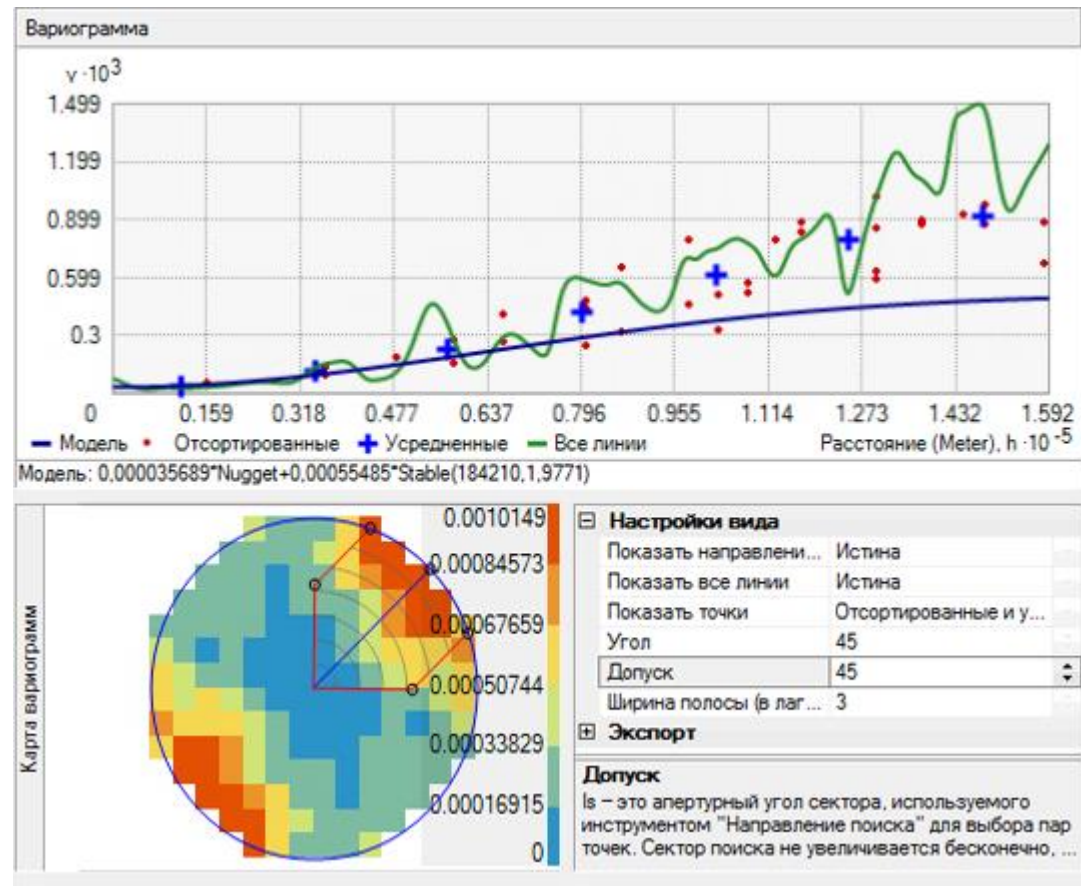 Вариограмма
γ ·10³
1.499
1.199
0.899
0.599
0.3
0 0.159 0.318 0.477 0.637 0.796 0.955 1.114 1.273 1.432 1.592
Модель Отсортированные Усредненные Все линии Расстояние (Meter), h ·10⁻⁵
Модель: 0,000035689*Nugget+0,00055485*Stable(184210,1,9771)
Карта вариограмм
0.0010149
0.00084573
0.00067659
0.00050744
0.00033829
0.00016915
0
Настройки вида
Показать направлени... Истина
Показать все линии Истина
Показать точки Отсортированные и у...
Угол 45
Допуск 45
Ширина полосы (в лаг... 3
Экспорт
Допуск
Is – это апертурный угол сектора, используемого
инструментом "Направление поиска" для выбора пар
точек. Сектор поиска не увеличивается бесконечно, ...